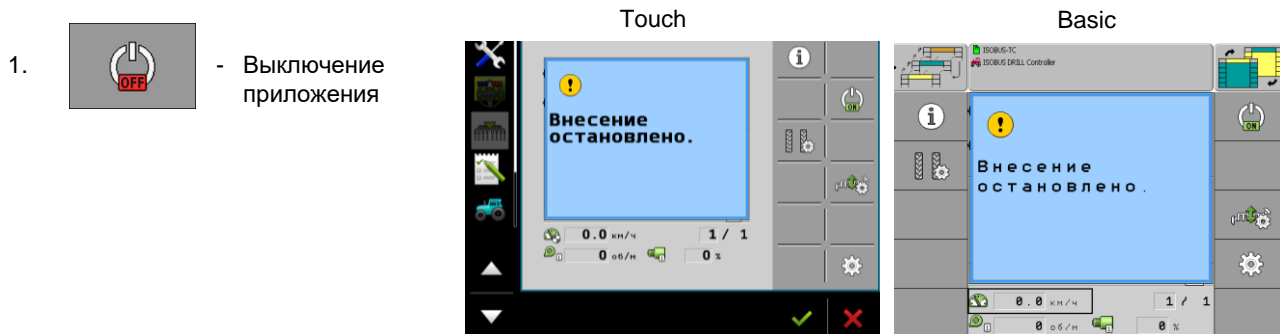 Touch
Basic
1.
OFF
- Выключение
приложения
Внесение
остановлено.
0.0 км/ч
1 / 1
0 об/м
0 %
ON
i
ISOBUS-TC
ISOBUS DRILL Controller
i
Внесение
остановлено.
0.0 км/ч
1 / 1
0 об/м
0 %
ON